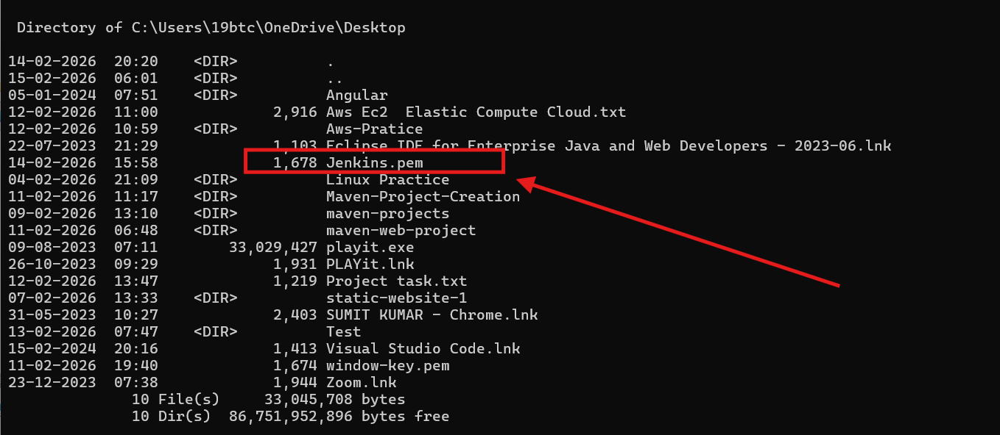 Directory of C:\Users\19btc\OneDrive\Desktop
14-02-2026  20:20    <DIR>          .
15-02-2026  06:01    <DIR>          ..
05-01-2024  07:51    <DIR>          Angular
12-02-2026  11:00             2,916 Aws Ec2  Elastic Compute Cloud.txt
12-02-2026  10:59    <DIR>          Aws-Pratice
22-07-2023  21:29             1,103 Eclipse IDE for Enterprise Java and Web Developers - 2023-06.lnk
14-02-2026  15:58             1,678 Jenkins.pem
04-02-2026  21:09    <DIR>          Linux Practice
11-02-2026  11:17    <DIR>          Maven-Project-Creation
09-02-2026  13:10    <DIR>          maven-projects
11-02-2026  06:48    <DIR>          maven-web-project
09-08-2023  07:11        33,029,427 playit.exe
26-10-2023  09:29             1,931 PLAYit.lnk
12-02-2026  13:47             1,219 Project task.txt
07-02-2026  13:33    <DIR>          static-website-1
31-05-2023  10:27             2,403 SUMIT KUMAR - Chrome.lnk
13-02-2026  07:47    <DIR>          Test
15-02-2024  20:16             1,413 Visual Studio Code.lnk
11-02-2026  19:40             1,674 window-key.pem
23-12-2023  07:38             1,944 Zoom.lnk
10 File(s)     33,045,708 bytes
10 Dir(s)  86,751,952,896 bytes free